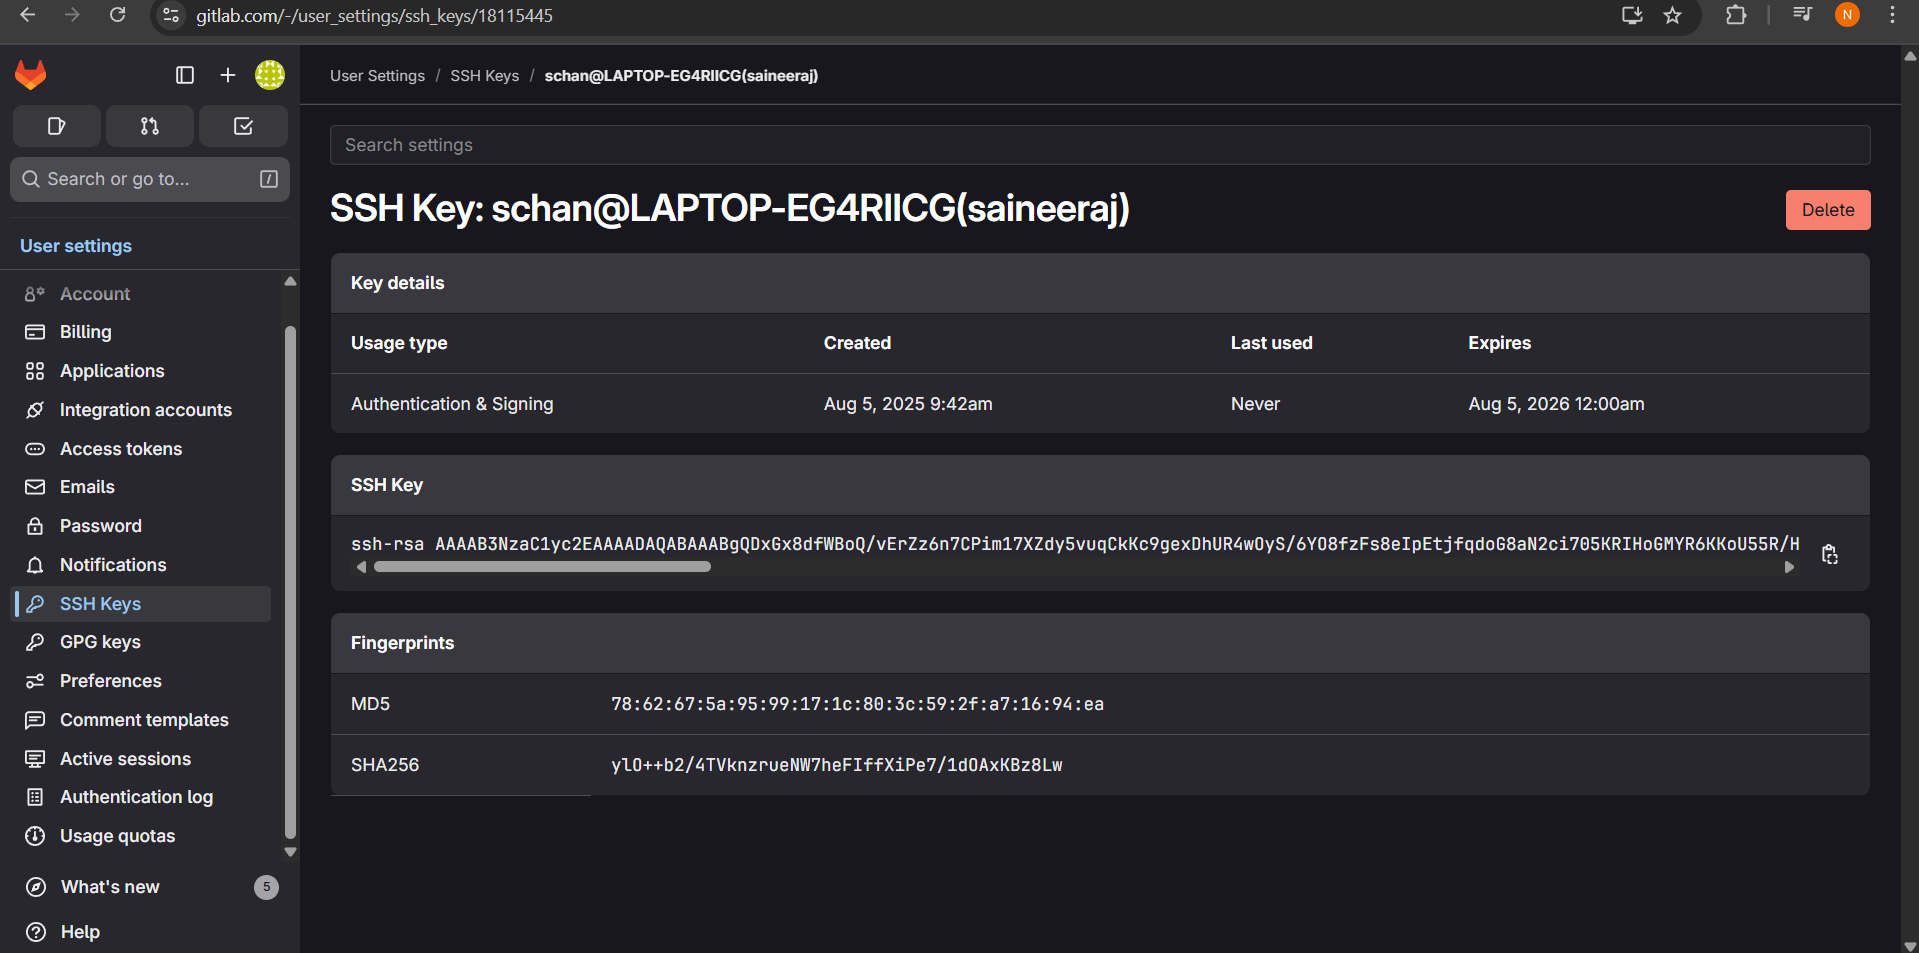 gitlab.com/-/user_settings/ssh_keys/18115445
N
User Settings / SSH Keys / schan@LAPTOP-EG4RIICG(saineeraj)
Search or go to...
/
User settings
Account
Billing
Applications
Integration accounts
Access tokens
Emails
Password
Notifications
SSH Keys
GPG keys
Preferences
Comment templates
Active sessions
Authentication log
Usage quotas
What's new 5
Help
Search settings
SSH Key: schan@LAPTOP-EG4RIICG(saineeraj)
Delete
Key details
Usage type Created Last used Expires
Authentication & Signing Aug 5, 2025 9:42am Never Aug 5, 2026 12:00am
SSH Key
ssh-rsa AAAAB3NzaC1yc2EAAAADAQABAAABgQDxGx8dfWBoQ/vErZz6n7CPim17XZdy5vuqCkKc9gexDhUR4wOyS/6YO8fzFs8eIpEtjfqdoG8aN2ci705KRIHoGMYR6KKoU55R/H
Fingerprints
MD5 78:62:67:5a:95:99:17:1c:80:3c:59:2f:a7:16:94:ea
SHA256 ylO++b2/4TVknzrueNW7heFIffXiPe7/1dOAxKBz8Lw